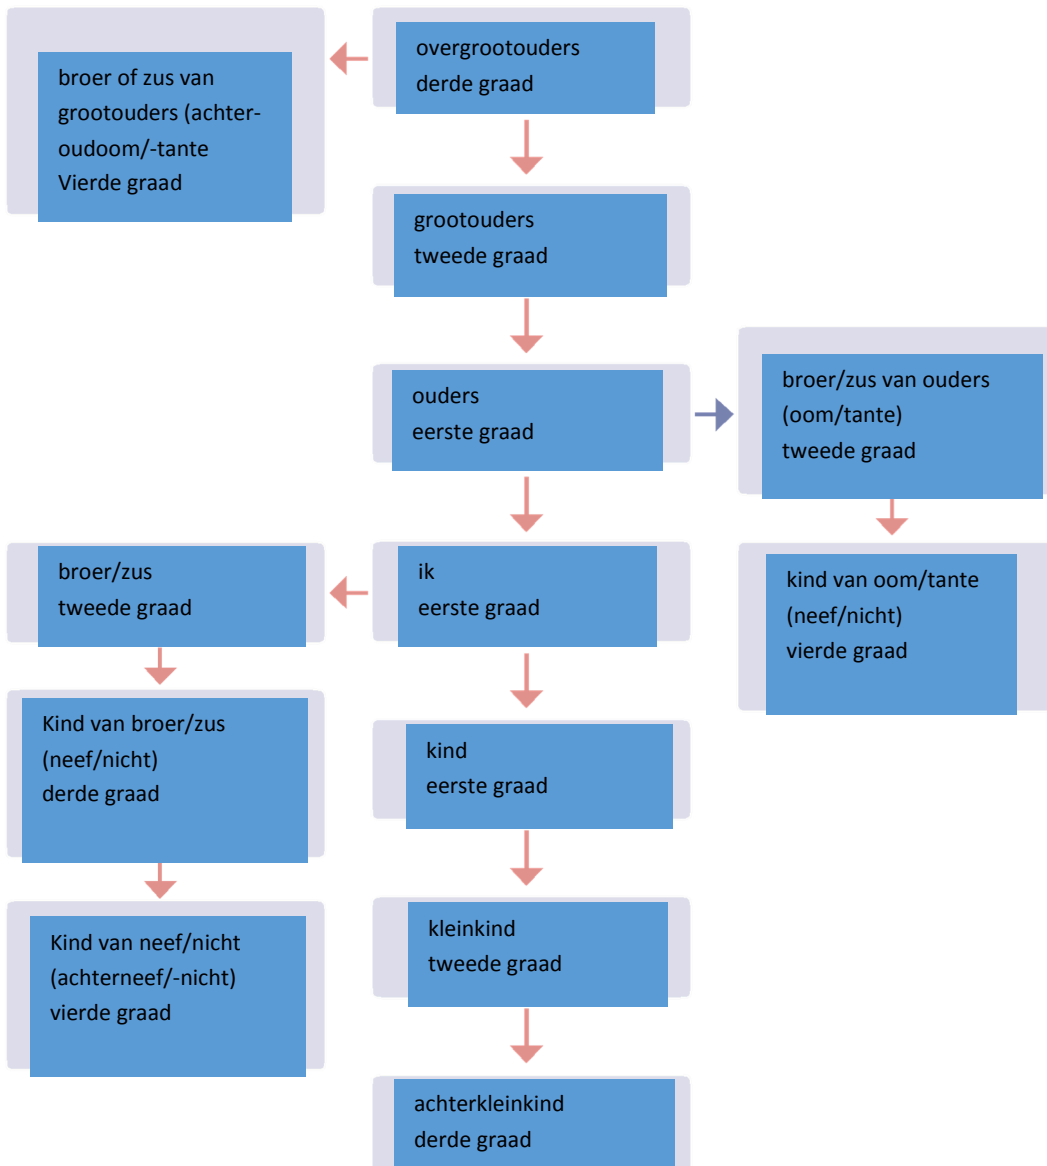 overgrootouders
derde graad
broer of zus van
grootouders (achter-
oudoom/-tante
Vierde graad
grootouders
tweede graad
ouders
eerste graad
broer/zus van ouders
(oom/tante)
tweede graad
broer/zus
tweede graad
ik
eerste graad
kind van oom/tante
(neef/nicht)
vierde graad
Kind van broer/zus
(neef/nicht)
derde graad
kind
eerste graad
Kind van neef/nicht
(achterneef/-nicht)
vierde graad
kleinkind
tweede graad
achterkleinkind
derde graad